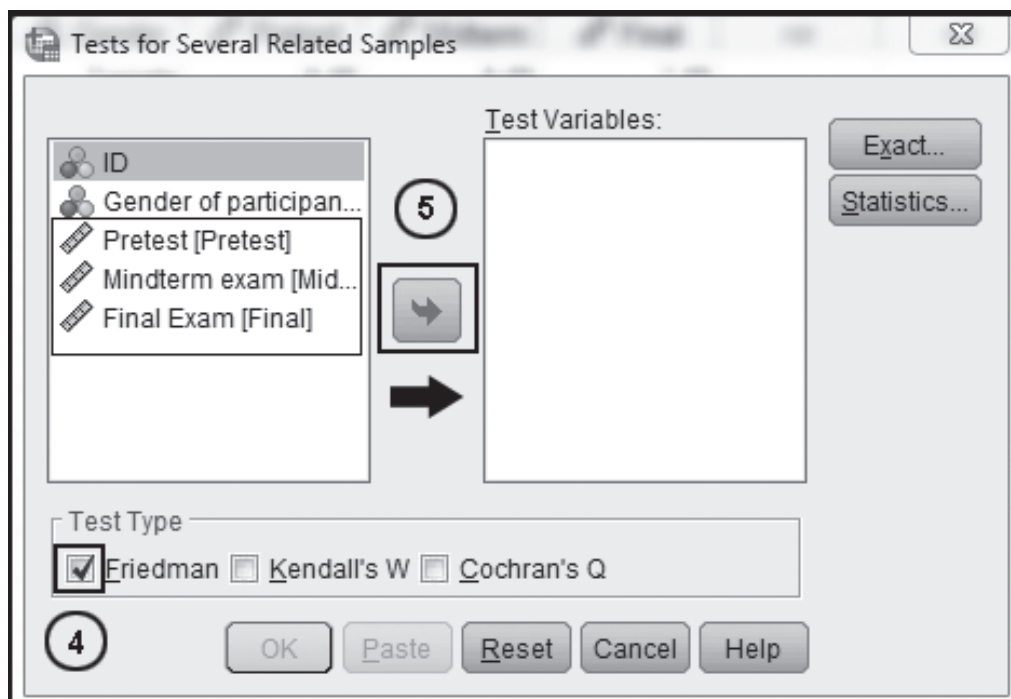 Tests for Several Related Samples
Test Variables:
ID
Gender of participan...
Pretest [Pretest]
Mindterm exam [Mid...
Final Exam [Final]
5
Exact...
Statistics...
Test Type
Friedman Kendall's W Cochran's Q
4
OK Paste Reset Cancel Help